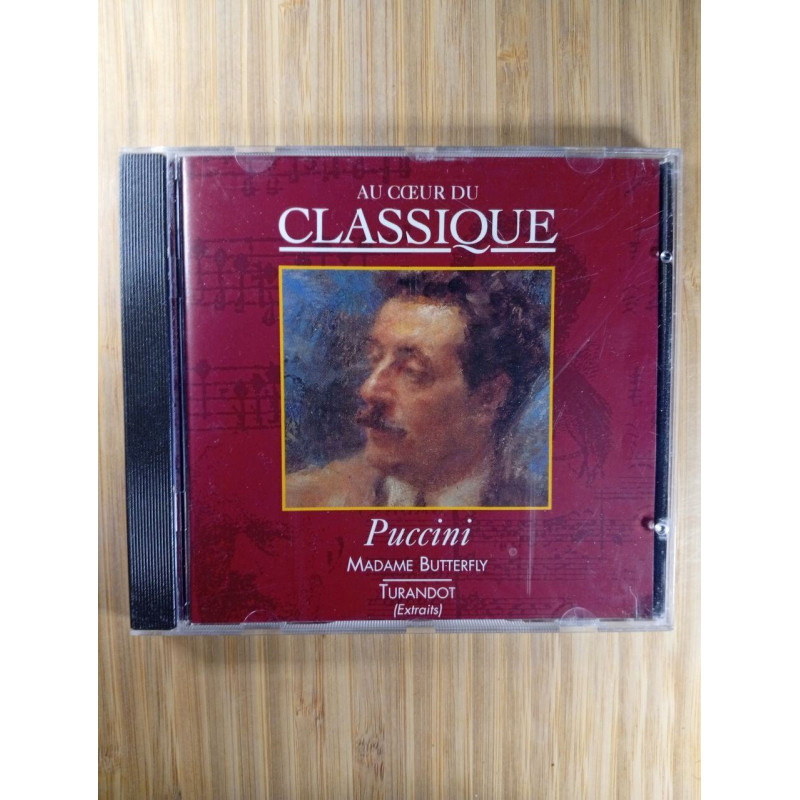 AU CŒUR DU
CLASSIQUE
Puccini
MADAME BUTTERFLY
TURANDOT
(Extraits)